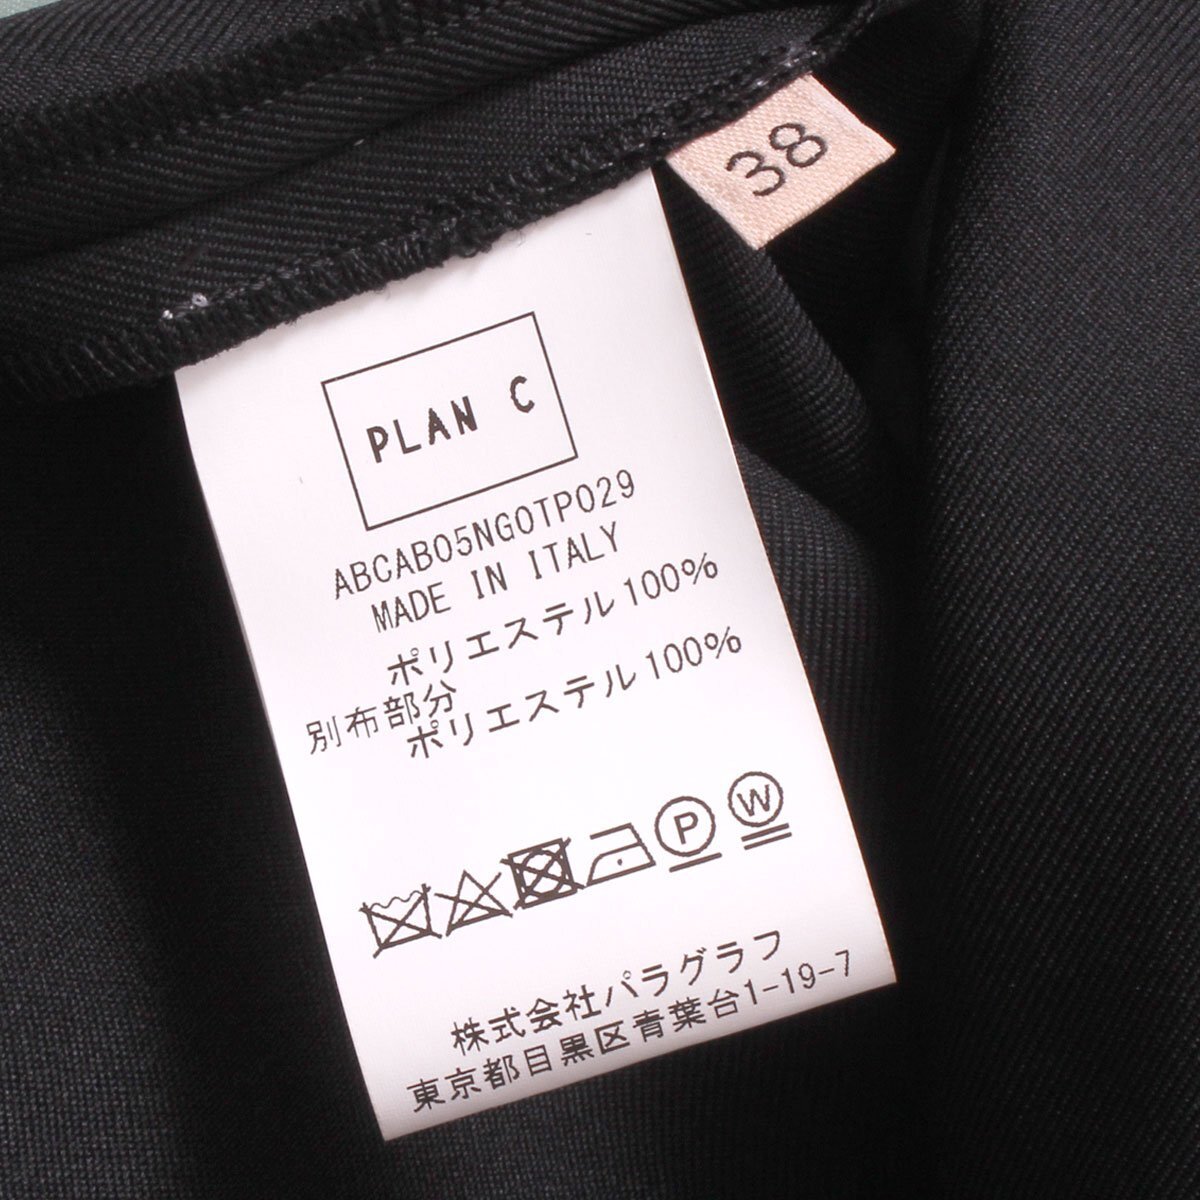 38
PLAN C
ABCAB05NG0TP029
MADE IN ITALY
ポリエステル100%
別布部分
ポリエステル100%
P W
株式会社パラグラフ
東京都目黒区青葉台1-19-7